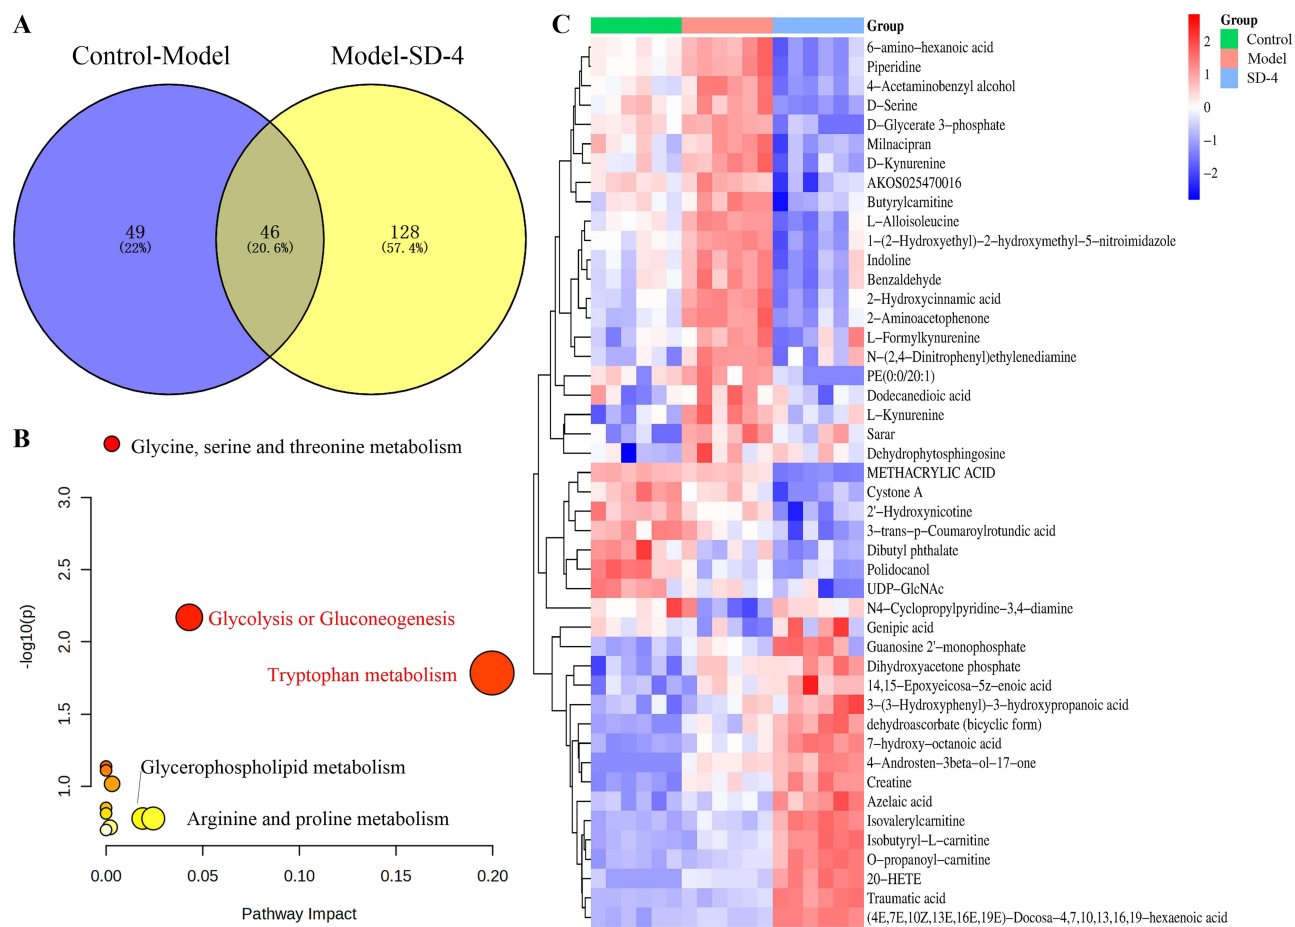 A
Control-Model
Model-SD-4
49
(22%)
46
(20.6%)
128
(57.4%)
B
Glycine, serine and threonine metabolism
3.0
2.5
2.0
1.5
1.0
-log10(p)
Glycolysis or Gluconeogenesis
Tryptophan metabolism
Glycerophospholipid metabolism
Arginine and proline metabolism
0.00
0.05
0.10
0.15
0.20
Pathway Impact
C
Group
6-amino-hexanoic acid
Piperidine
4-Acetaminobenzyl alcohol
D-Serine
D-Glycerate 3-phosphate
Milnacipran
D-Kynurenine
AKOS025470016
Butyrylcarnitine
L-Alloisoleucine
1-(2-Hydroxyethyl)-2-hydroxymethyl-5-nitroimidazole
Indoline
Benzaldehyde
2-Hydroxycinnamic acid
2-Aminoacetophenone
L-Formylkynurenine
N-(2,4-Dinitrophenyl)ethylenediamine
PE(0:0/20:1)
Dodecanedioic acid
L-Kynurenine
Sarar
Dehydrophytosphingosine
METHACRYLIC ACID
Cystone A
2'-Hydroxynicotine
3-trans-p-Coumaroylrotundic acid
Dibutyl phthalate
Polidocanol
UDP-GlcNAc
N4-Cyclopropylpyridine-3,4-diamine
Genipic acid
Guanosine 2'-monophosphate
Dihydroxyacetone phosphate
14,15-Epoxyeicosa-5z-enoic acid
3-(3-Hydroxyphenyl)-3-hydroxypropanoic acid
dehydroascorbate (bicyclic form)
7-hydroxy-octanoic acid
4-Androsten-3beta-ol-17-one
Creatine
Azelaic acid
Isovalerylcarnitine
Isobutyryl-L-carnitine
O-propanoyl-carnitine
20-HETE
Traumatic acid
(4E,7E,10Z,13E,16E,19E)-Docosa-4,7,10,13,16,19-hexaenoic acid
2
1
0
-1
-2
Group
Control
Model
SD-4